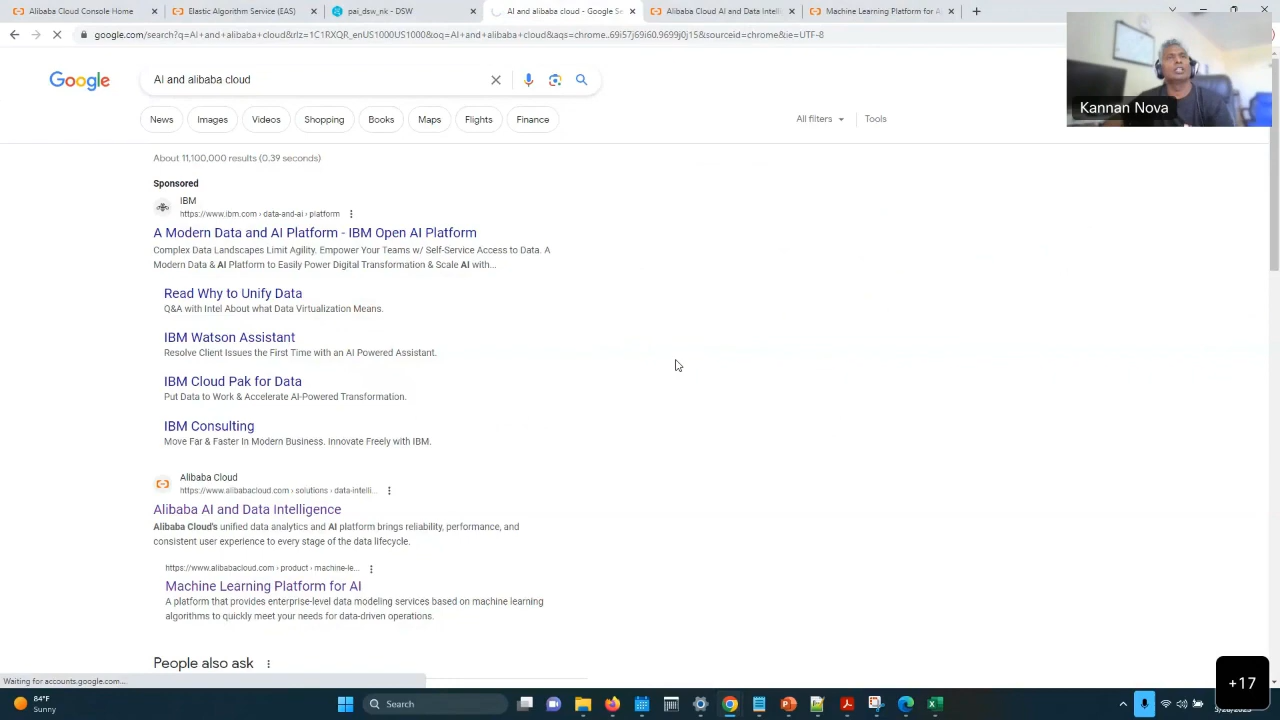 Alibaba Cloud Console Home
Elastic Algorithm Service (EAS)
pai_dsw_nk - DSW
AI and alibaba cloud - Google Se
Alibaba Cloud AI and Data Intelli
Machine Learning Platform for AI
google.com/search?q=AI+and+alibaba+cloud&rlz=1C1RXQR_enUS1000US1000&oq=AI+and+alibaba+cloud&aqs=chrome..69i57j69i60.9699j0j15&sourceid=chrome&ie=UTF-8
Google
AI and alibaba cloud
News
Images
Videos
Shopping
Books
Maps
Flights
Finance
All filters
Tools
Kannan Nova
About 11,100,000 results (0.39 seconds)
Sponsored
IBM
https://www.ibm.com › data-and-ai › platform
A Modern Data and AI Platform - IBM Open AI Platform
Complex Data Landscapes Limit Agility. Empower Your Teams w/ Self-Service Access to Data. A
Modern Data & AI Platform to Easily Power Digital Transformation & Scale AI with...
Read Why to Unify Data
Q&A with Intel About what Data Virtualization Means.
IBM Watson Assistant
Resolve Client Issues the First Time with an AI Powered Assistant.
IBM Cloud Pak for Data
Put Data to Work & Accelerate AI-Powered Transformation.
IBM Consulting
Move Far & Faster In Modern Business. Innovate Freely with IBM.
Alibaba Cloud
https://www.alibabacloud.com › solutions › data-intelli...
Alibaba AI and Data Intelligence
Alibaba Cloud's unified data analytics and AI platform brings reliability, performance, and
consistent user experience to every stage of the data lifecycle.
https://www.alibabacloud.com › product › machine-le...
Machine Learning Platform for AI
A platform that provides enterprise-level data modeling services based on machine learning
algorithms to quickly meet your needs for data-driven operations.
People also ask
Waiting for accounts.google.com...
+17
84°F
Sunny
Search